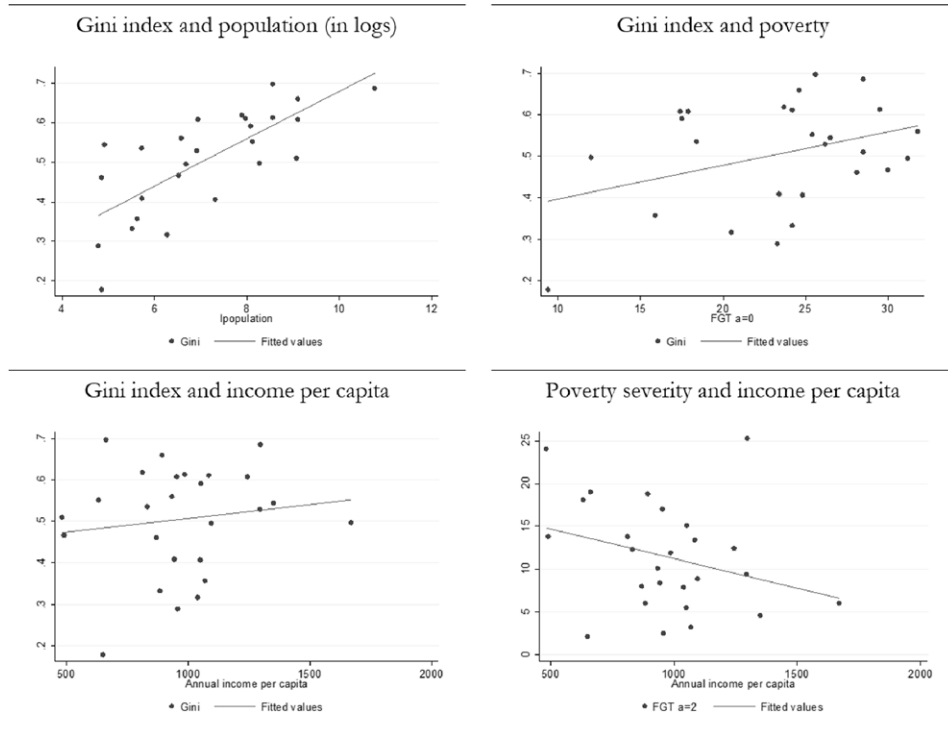 Gini index and population (in logs)
.7
.6
.5
.4
.3
.2
4 6 8 10 12
lpopulation
Gini Fitted values
Gini index and poverty
.7
.6
.5
.4
.3
.2
10 15 20 25 30
FGT a=0
Gini Fitted values
Gini index and income per capita
.7
.6
.5
.4
.3
.2
500 1000 1500 2000
Annual income per capita
Gini Fitted values
Poverty severity and income per capita
25
20
15
10
5
0
500 1000 1500 2000
Annual income per capita
FGT a=2 Fitted values